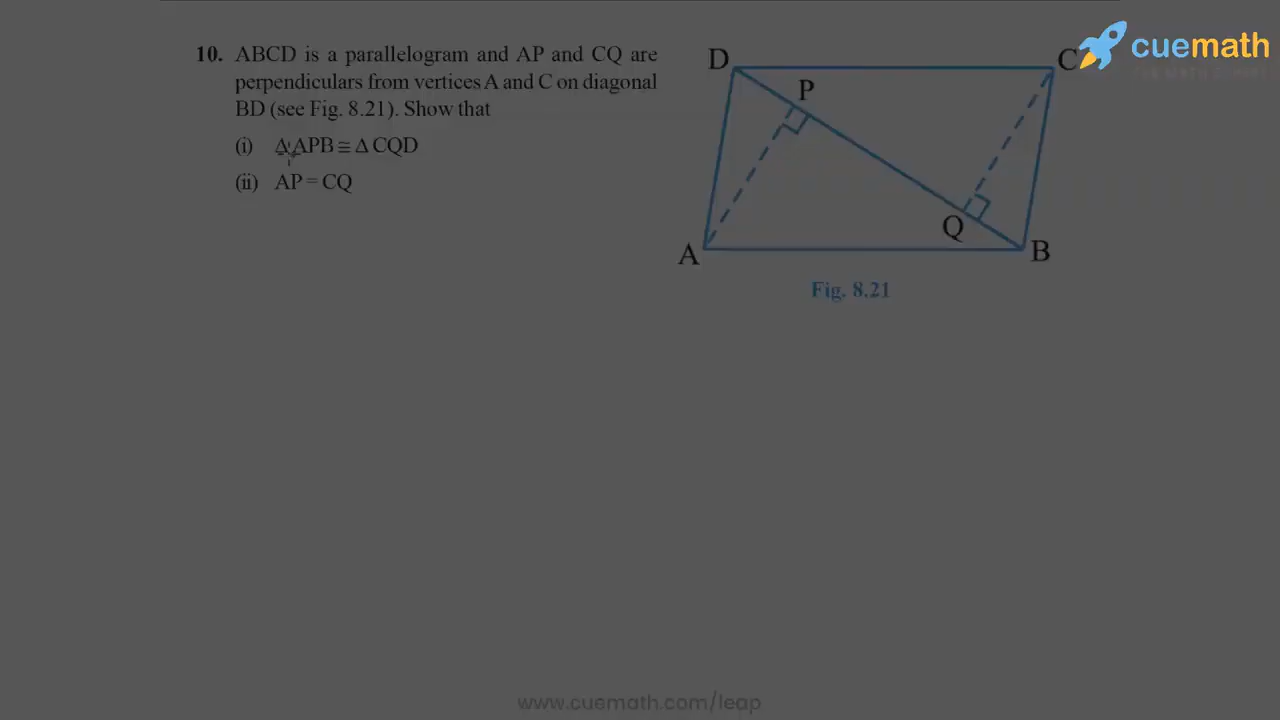 10. ABCD is a parallelogram and AP and CQ are
perpendiculars from vertices A and C on diagonal
BD (see Fig. 8.21). Show that
(i) Δ APB ≅ Δ CQD
(ii) AP = CQ
D
C
P
Q
A
B
Fig. 8.21
cuemath
www.cuemath.com/leap